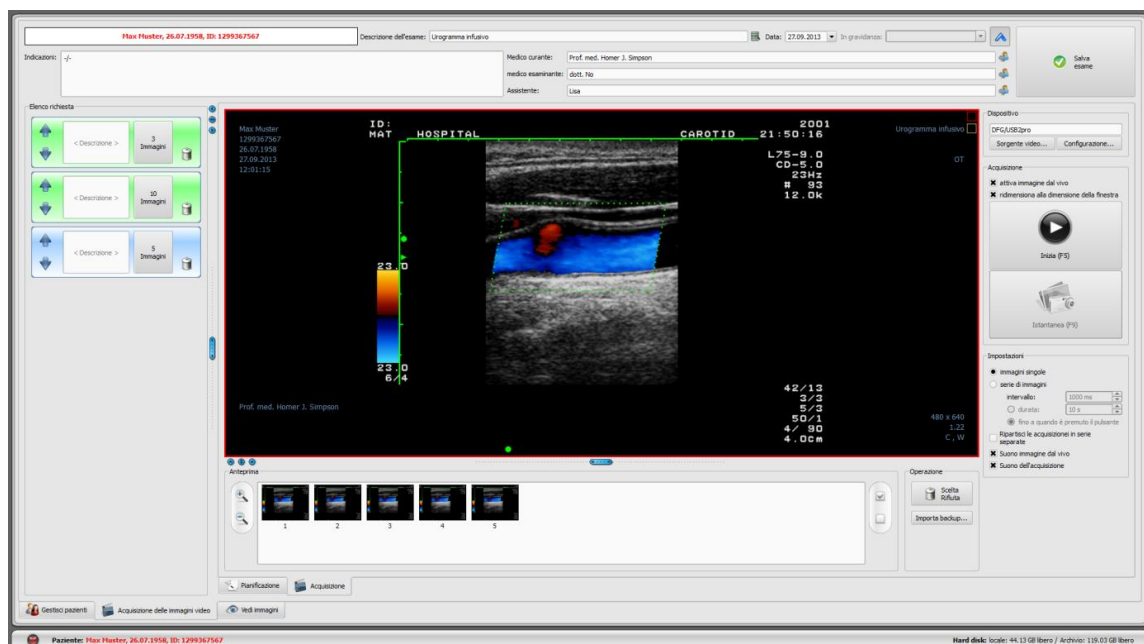 Max Muster, 26.07.1958, ID: 1299367567
Descrizione dell'esame: Urogramma infusivo
Data: 27.09.2013
In gravidanza:
Salva esame
Indicazioni: -/-
Medico curante: Prof. med. Homer J. Simpson
medico esaminante: dott. No
Assistente: Lisa
Elenco richiesta
< Descrizione >
3 Immagini
< Descrizione >
10 Immagini
< Descrizione >
5 Immagini
Max Muster
1299367567
26.07.1958
27.09.2013
12:01:15
ID:
MAT HOSPITAL
CAROTID
2001
21:50:16
Urogramma infusivo
OT
L75-9.0
CD-5.0
23Hz
# 93
12.0k
23.0
23.0
6/4
Prof. med. Homer J. Simpson
42/13
3/3
5/3
50/1
4/ 90
4.0cm
480 x 640
1.22
C , W
Dispositivo
DFG/USB2pro
Sorgente video...
Configurazione...
Acquisizione
attiva immagine dal vivo
ridimensiona alla dimensione della finestra
Inizia (F5)
Istantanea (F9)
Impostazioni
immagini singole
serie di immagini
intervallo: 1000 ms
durata: 10 s
fino a quando è premuto il pulsante
Ripartisci le acquisizionei in serie
separate
Suono immagine dal vivo
Suono dell'acquisizione
Anteprima
1
2
3
4
5
Operazione
Scelta
Rifiuta
Importa backup...
Pianificazione
Acquisizione
Gestisci pazienti
Acquisizione delle immagini video
Vedi immagini
Paziente: Max Muster, 26.07.1958, ID: 1299367567
Hard disk: locale: 44.13 GB libero / Archivio: 119.03 GB libero